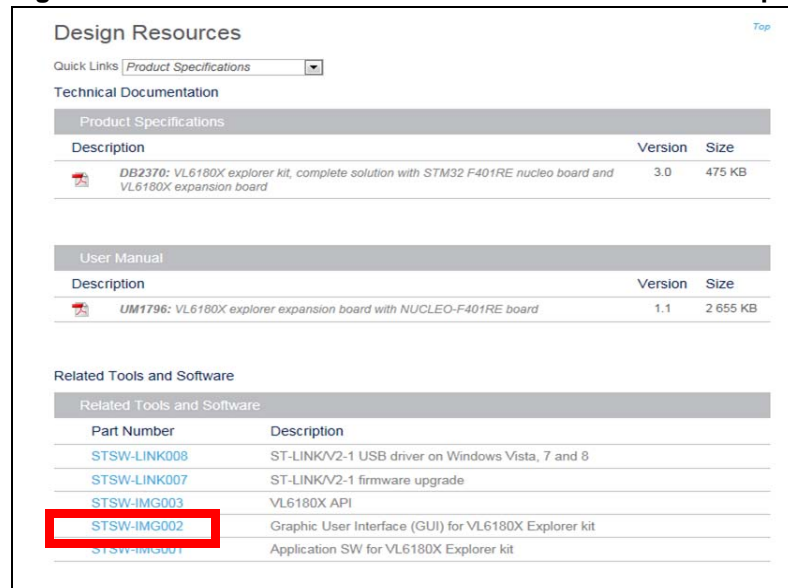 Design Resources
Top
Quick Links Product Specifications
Technical Documentation
Product Specifications
Description Version Size
DB2370: VL6180X explorer kit, complete solution with STM32 F401RE nucleo board and 3.0 475 KB
VL6180X expansion board
User Manual
Description Version Size
UM1796: VL6180X explorer expansion board with NUCLEO-F401RE board 1.1 2 655 KB
Related Tools and Software
Related Tools and Software
Part Number Description
STSW-LINK008 ST-LINK/V2-1 USB driver on Windows Vista, 7 and 8
STSW-LINK007 ST-LINK/V2-1 firmware upgrade
STSW-IMG003 VL6180X API
STSW-IMG002 Graphic User Interface (GUI) for VL6180X Explorer kit
STSW-IMG001 Application SW for VL6180X Explorer kit